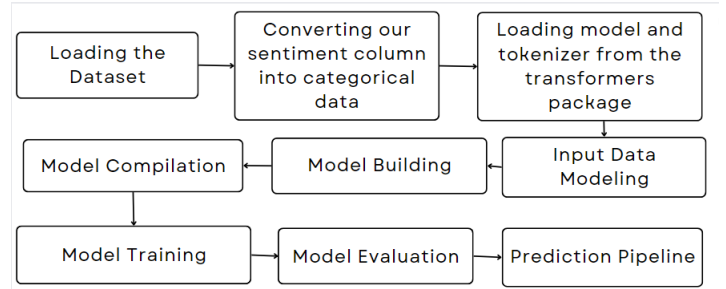 Loading the
Dataset
Converting our
sentiment column
into categorical
data
Loading model and
tokenizer from the
transformers
package
Input Data
Modeling
Model Building
Model Compilation
Model Training
Model Evaluation
Prediction Pipeline